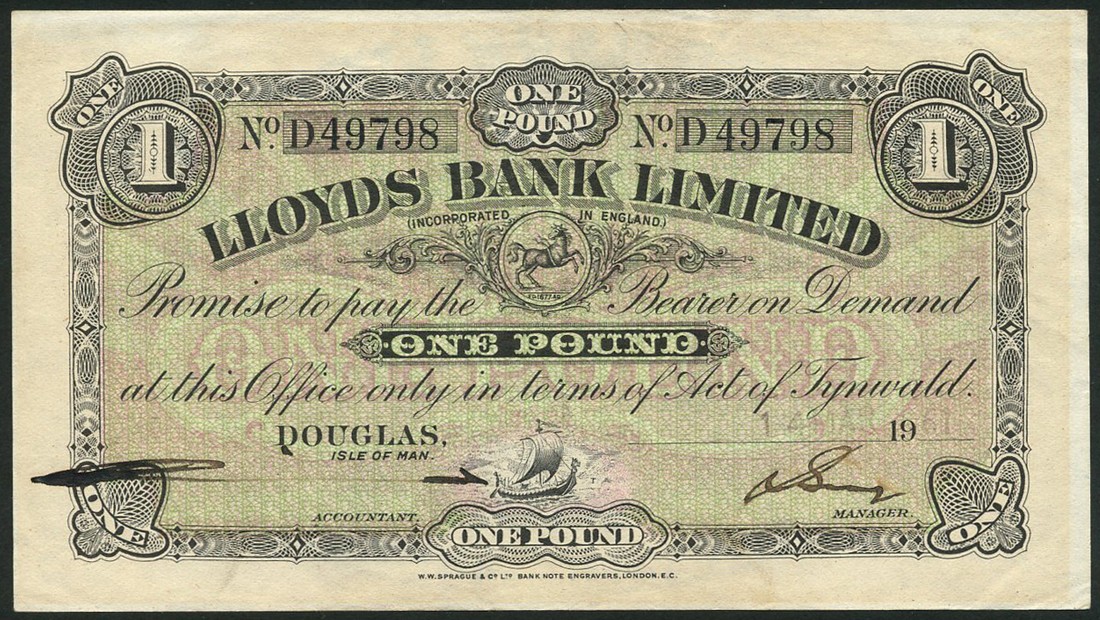 ONE
ONE
1
1
ONE
POUND
No. D 49798
No. D 49798
LLOYDS BANK LIMITED
(INCORPORATED IN ENGLAND.)
Promise to pay the Bearer on Demand
ONE POUND
at this Office only in terms of Act of Tynwald.
DOUGLAS,
19
ISLE OF MAN.
ACCOUNTANT.
MANAGER.
ONE
ONE POUND
ONE
W.W. SPRAGUE & Co LTD BANK NOTE ENGRAVERS, LONDON, E.C.